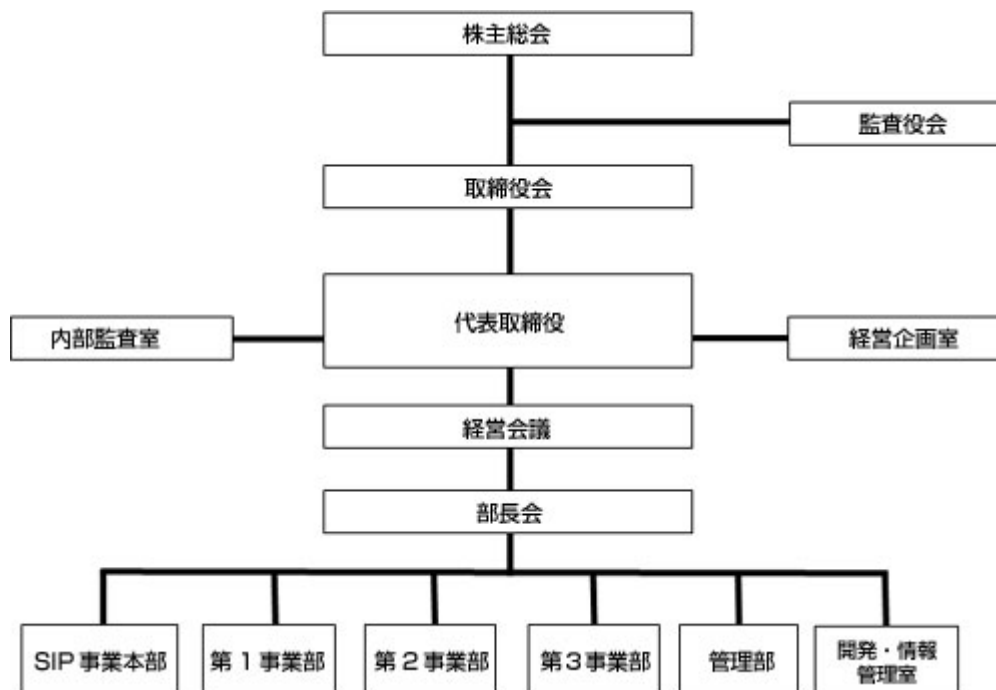 株主総会
監査役会
取締役会
代表取締役
内部監査室
経営企画室
経営会議
部長会
SIP事業本部
第1事業部
第2事業部
第3事業部
管理部
開発・情報
管理室